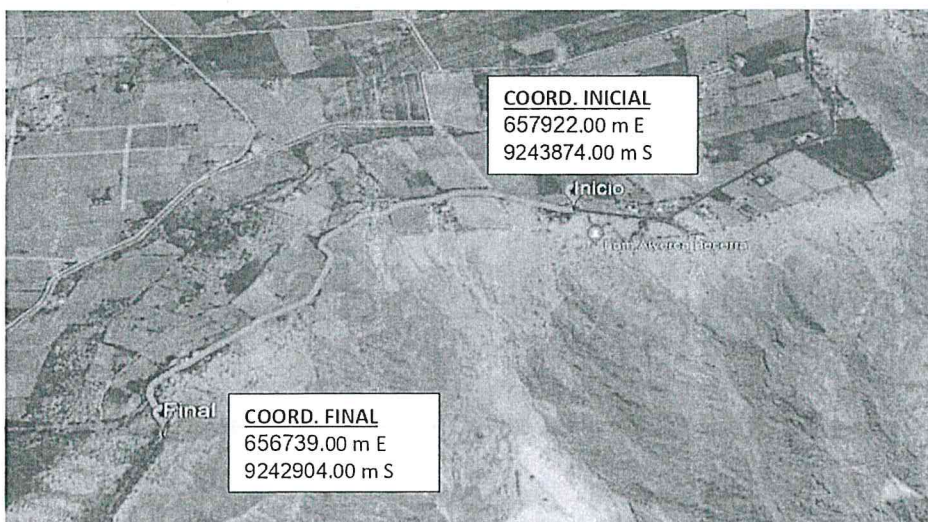 COORD. INICIAL
657922.00 m E
9243874.00 m S
Inicio
Final
COORD. FINAL
656739.00 m E
9242904.00 m S